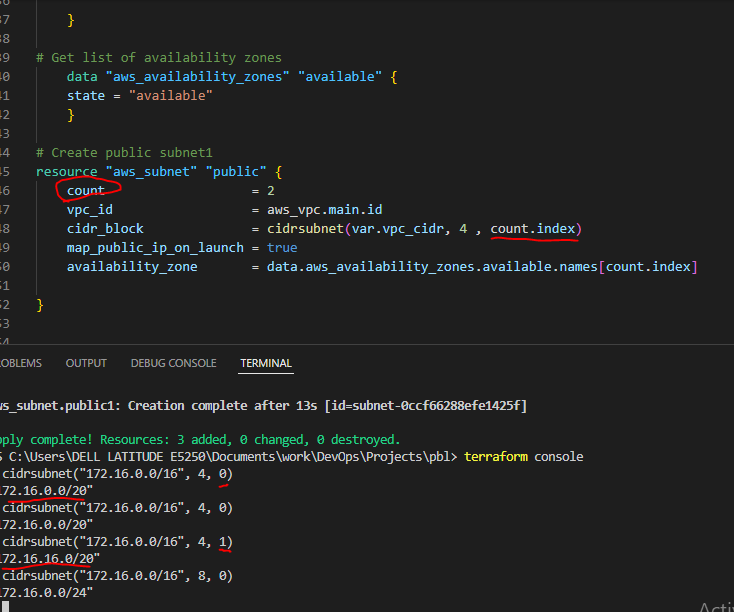 37 }
38
39 # Get list of availability zones
40 data "aws_availability_zones" "available" {
41 state = "available"
42 }
43
44 # Create public subnet1
45 resource "aws_subnet" "public" {
46 count = 2
47 vpc_id = aws_vpc.main.id
48 cidr_block = cidrsubnet(var.vpc_cidr, 4 , count.index)
49 map_public_ip_on_launch = true
50 availability_zone = data.aws_availability_zones.available.names[count.index]
51
52 }
53
ROBLEMS OUTPUT DEBUG CONSOLE TERMINAL
ws_subnet.public1: Creation complete after 13s [id=subnet-0ccf66288efe1425f]
pply complete! Resources: 3 added, 0 changed, 0 destroyed.
S C:\Users\DELL LATITUDE E5250\Documents\work\DevOps\Projects\pbl> terraform console
cidrsubnet("172.16.0.0/16", 4, 0)
172.16.0.0/20"
cidrsubnet("172.16.0.0/16", 4, 0)
172.16.0.0/20"
cidrsubnet("172.16.0.0/16", 4, 1)
172.16.16.0/20"
cidrsubnet("172.16.0.0/16", 8, 0)
172.16.0.0/24"